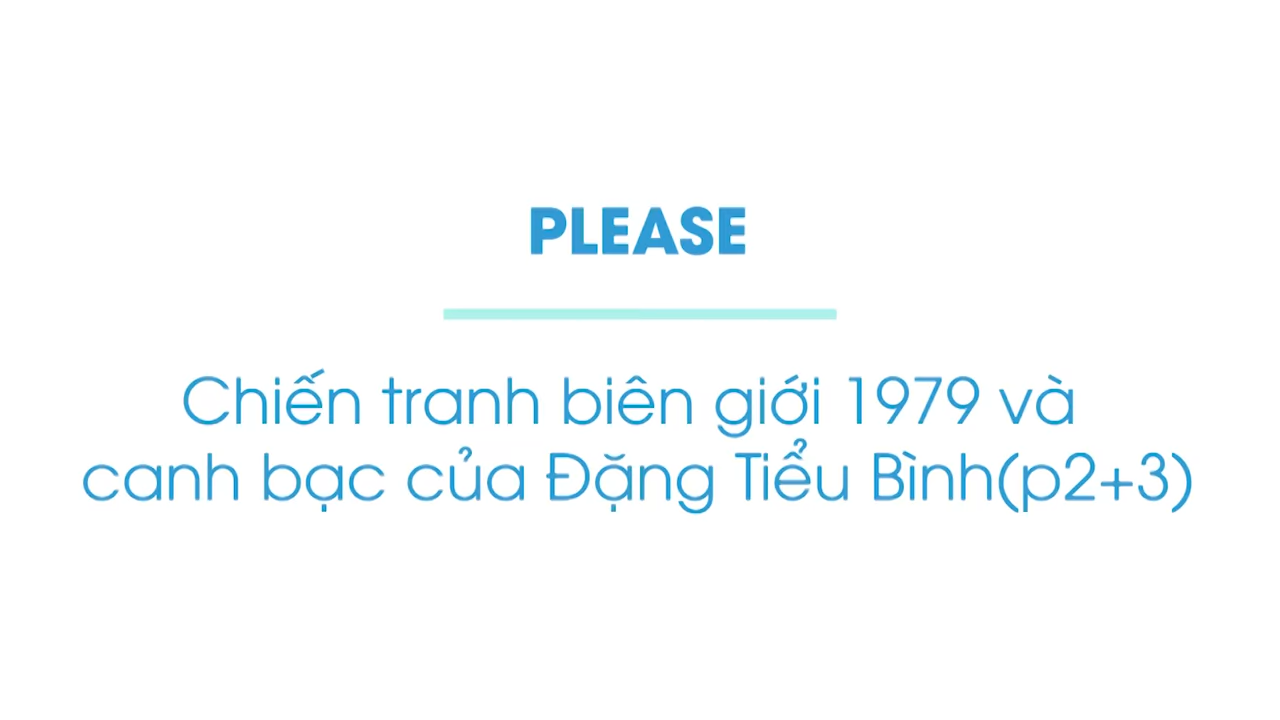 PLEASE
Chiến tranh biên giới 1979 và
canh bạc của Đặng Tiểu Bình(p2+3)